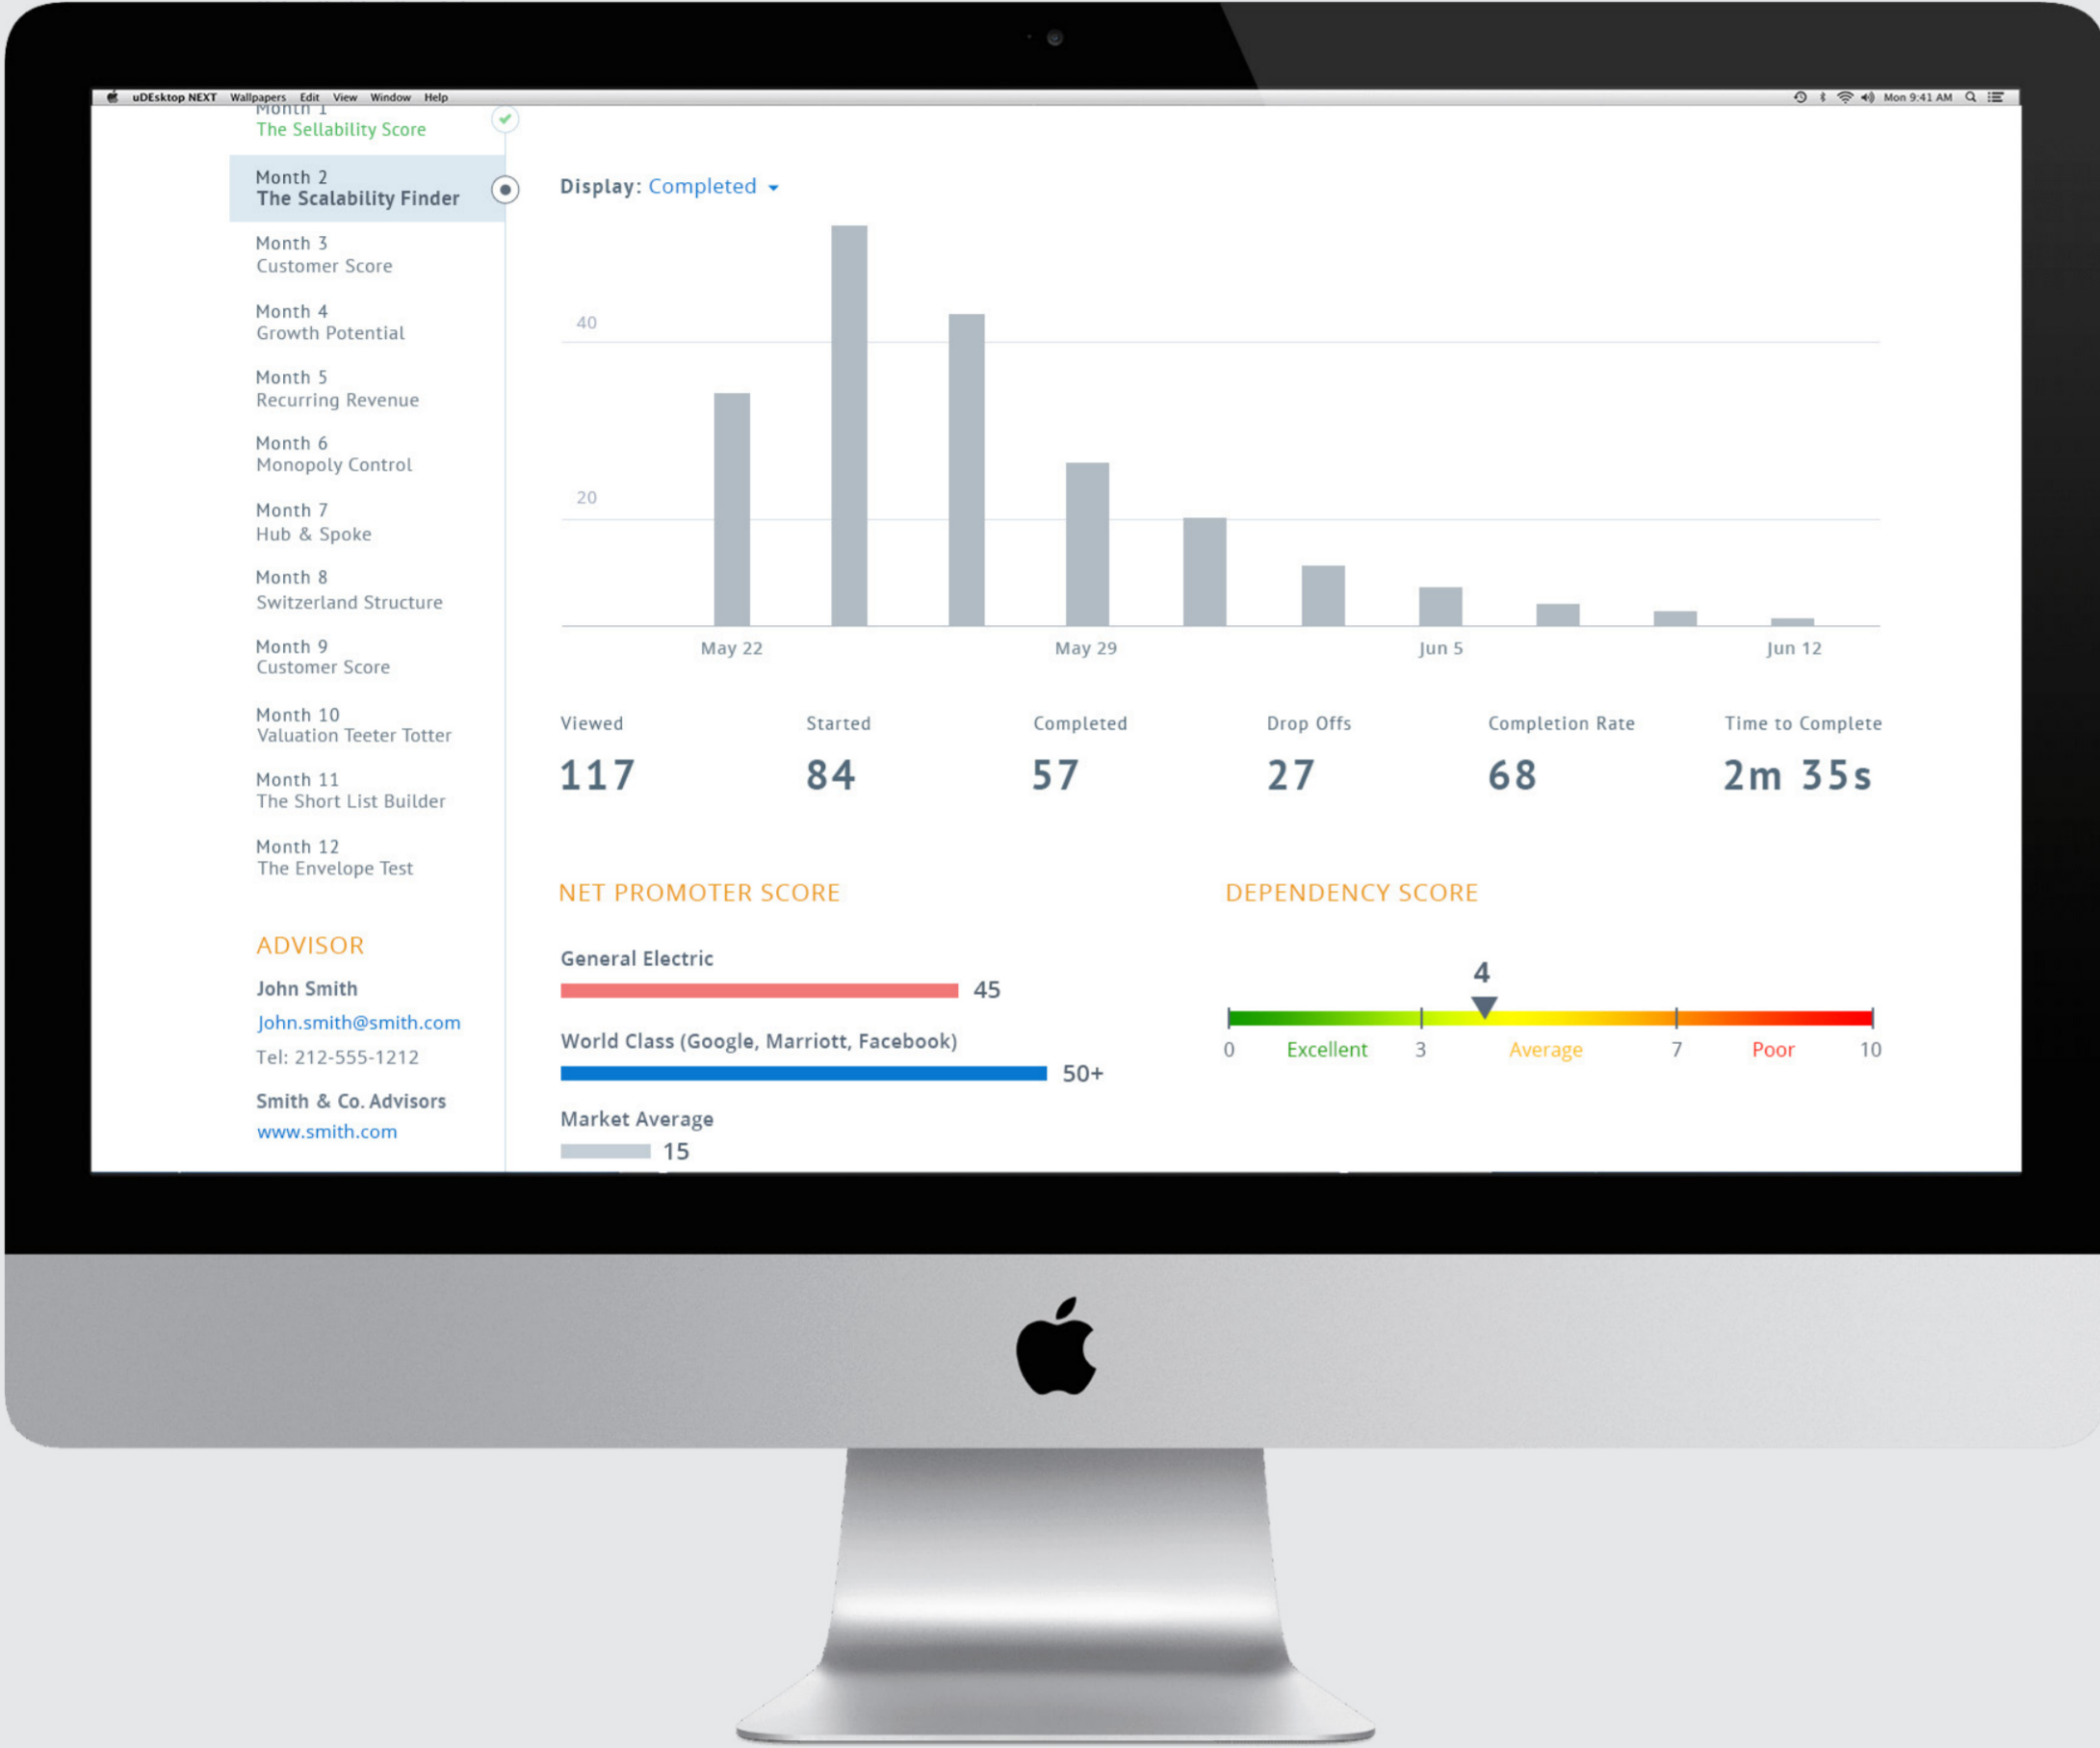 uDEsktop NEXT Wallpapers Edit View Window Help
Mon 9:41 AM
Month 1
The Sellability Score
Month 2
The Scalability Finder
Month 3
Customer Score
Month 4
Growth Potential
Month 5
Recurring Revenue
Month 6
Monopoly Control
Month 7
Hub & Spoke
Month 8
Switzerland Structure
Month 9
Customer Score
Month 10
Valuation Teeter Totter
Month 11
The Short List Builder
Month 12
The Envelope Test
ADVISOR
John Smith
John.smith@smith.com
Tel: 212-555-1212
Smith & Co. Advisors
www.smith.com
Display: Completed
40
20
May 22 May 29 Jun 5 Jun 12
Viewed Started Completed Drop Offs Completion Rate Time to Complete
117 84 57 27 68 2m 35s
NET PROMOTER SCORE
General Electric
45
World Class (Google, Marriott, Facebook)
50+
Market Average
15
DEPENDENCY SCORE
4
0 Excellent 3 Average 7 Poor 10